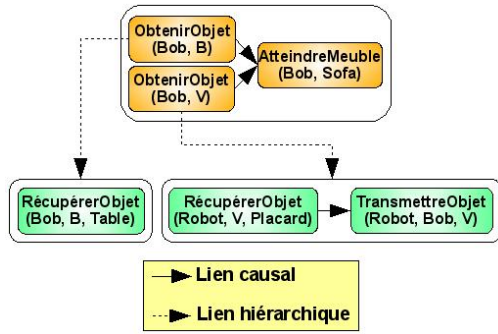 ObtenirObjet
(Bob, B)
AtteindreMeuble
(Bob, Sofa)
ObtenirObjet
(Bob, V)
RécupérerObjet
(Bob, B, Table)
RécupérerObjet
(Robot, V, Placard)
TransmettreObjet
(Robot, Bob, V)
Lien causal
Lien hiérarchique